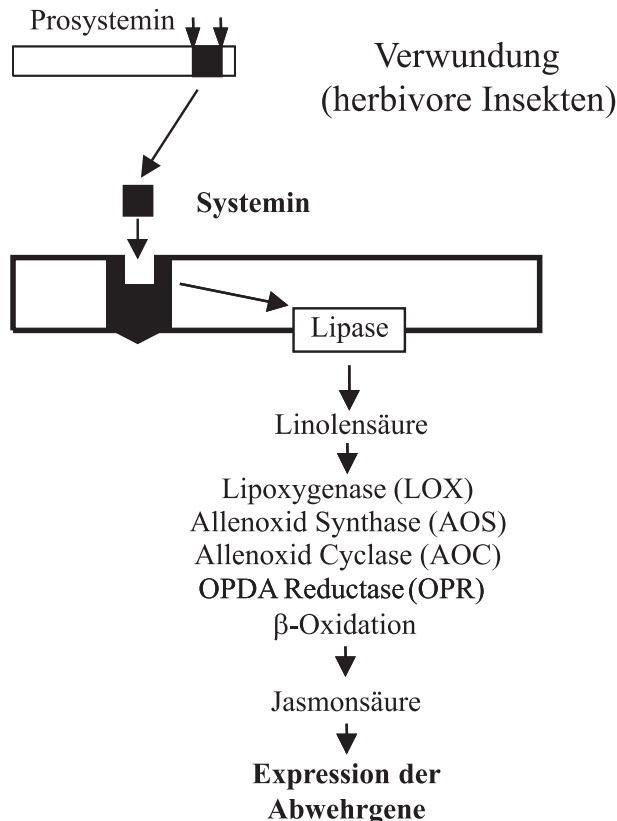 Prosystemin
Verwundung
(herbivore Insekten)
Systemin
Lipase
Linolensäure
Lipoxygenase (LOX)
Allenoxid Synthase (AOS)
Allenoxid Cyclase (AOC)
OPDA Reductase (OPR)
β-Oxidation
Jasmonsäure
Expression der
Abwehrgene